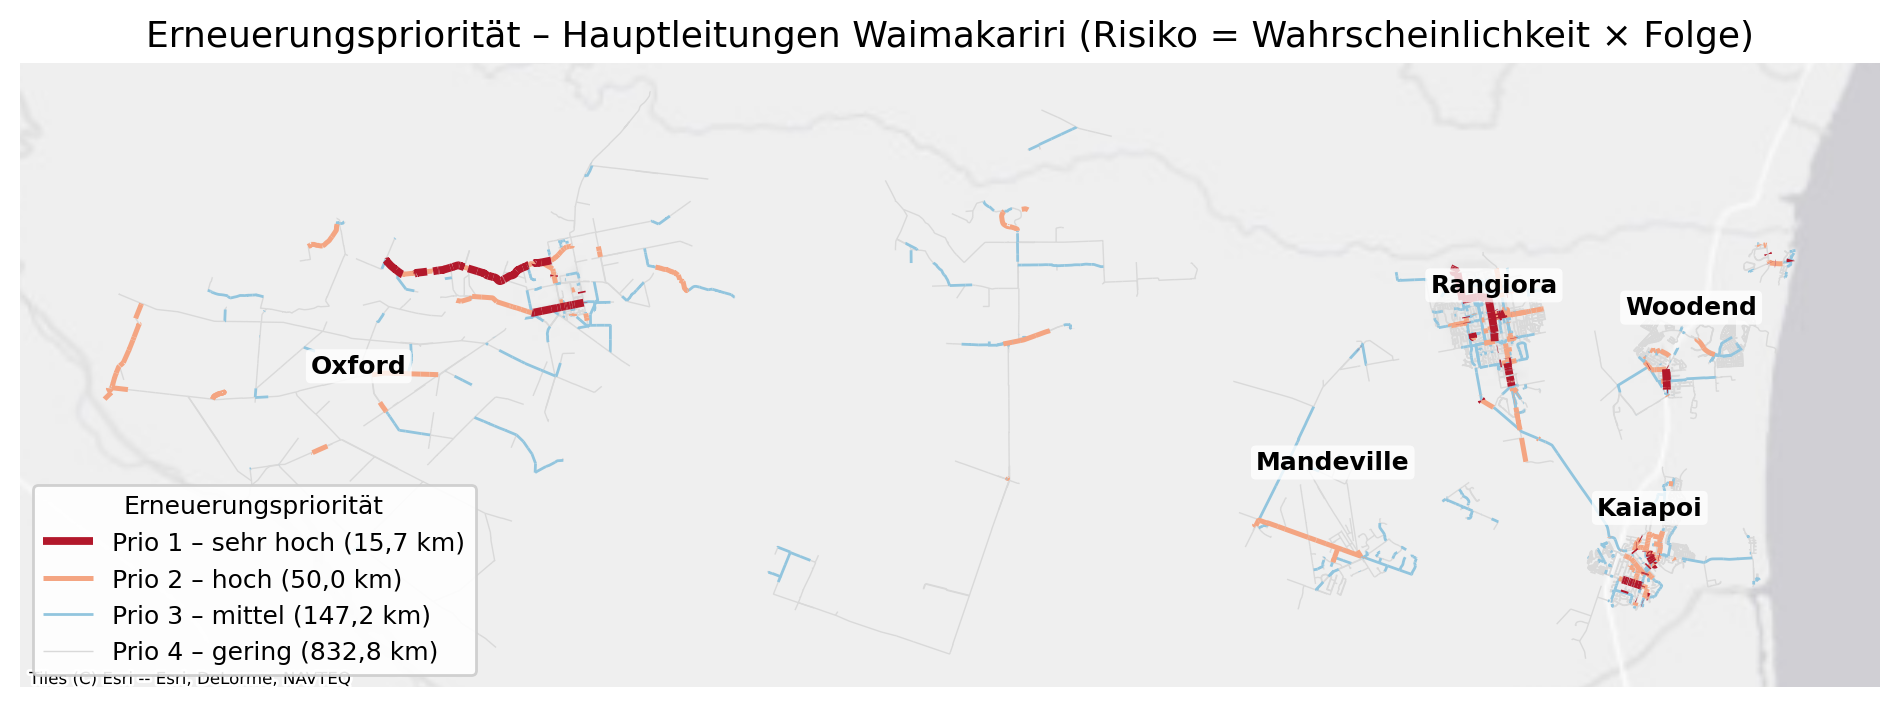 Erneuerungspriorität – Hauptleitungen Waimakariri (Risiko = Wahrscheinlichkeit × Folge)
Rangiora
Woodend
Oxford
Mandeville
Kaiapoi
Erneuerungspriorität
Prio 1 – sehr hoch (15,7 km)
Prio 2 – hoch (50,0 km)
Prio 3 – mittel (147,2 km)
Prio 4 – gering (832,8 km)
Tiles (C) Esri -- Esri, DeLorme, NAVTEQ